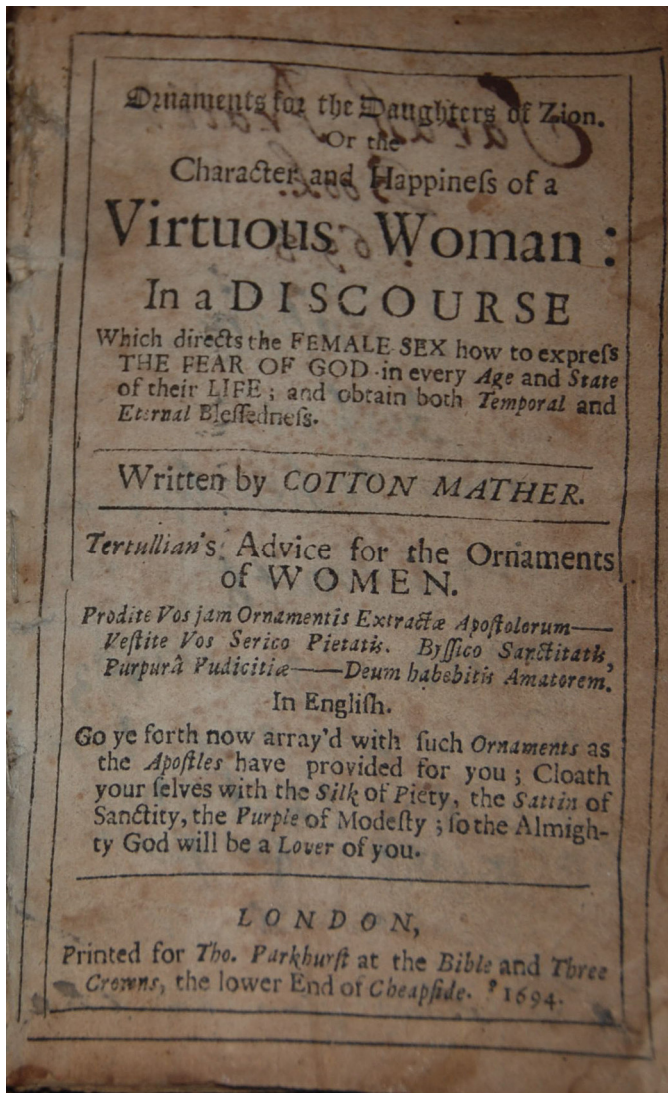 Ornaments for the Daughters of Zion.
Or the
Character and Happineſs of a
Virtuous Woman :
In a DISCOURSE
Which directs the FEMALE SEX how to expreſs
THE FEAR OF GOD in every Age and State
of their LIFE ; and obtain both Temporal and
Eternal Bleſſedneſs.
Written by COTTON MATHER.
Tertullian's Advice for the Ornaments
of WOMEN.
Prodite Vos jam Ornamentis Extractæ Apoſtolorum——
Veſtite Vos Serico Pietatis. Byſſico Sanctitatis,
Purpurâ Pudicitiæ——Deum habebitis Amatorem.
In Engliſh.
Go ye forth now array'd with ſuch Ornaments as
the Apoſtles have provided for you ; Cloath
your ſelves with the Silk of Piety, the Sattin of
Sanctity, the Purple of Modeſty ; ſo the Almigh-
ty God will be a Lover of you.
LONDON,
Printed for Tho. Parkhurſt at the Bible and Three
Crowns, the lower End of Cheapſide. 1694.